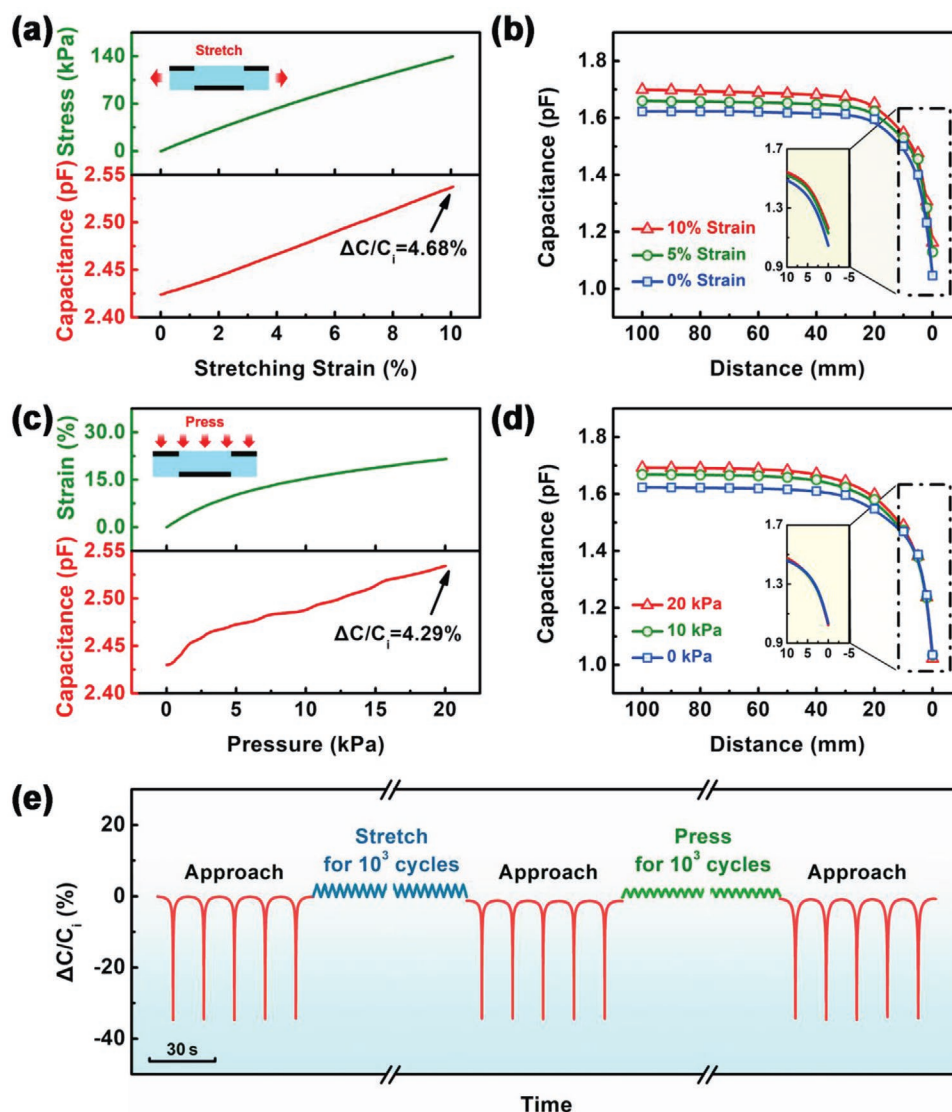 (a)
Stretch
Stress (kPa)
140
70
0
Capacitance (pF)
2.55
2.50
2.45
2.40
ΔC/Cᵢ=4.68%
0 2 4 6 8 10
Stretching Strain (%)
(b)
Capacitance (pF)
1.8
1.6
1.4
1.2
1.0
1.7
1.3
0.9
10 5 0 -5
10% Strain
5% Strain
0% Strain
100 80 60 40 20 0
Distance (mm)
(c)
Press
Strain (%)
30.0
15.0
0.0
Capacitance (pF)
2.55
2.50
2.45
2.40
ΔC/Cᵢ=4.29%
0 5 10 15 20
Pressure (kPa)
(d)
Capacitance (pF)
1.8
1.6
1.4
1.2
1.0
1.7
1.3
0.9
10 5 0 -5
20 kPa
10 kPa
0 kPa
100 80 60 40 20 0
Distance (mm)
(e)
ΔC/Cᵢ (%)
20
0
-20
-40
Approach
Stretch
for 10³ cycles
Approach
Press
for 10³ cycles
Approach
30 s
Time